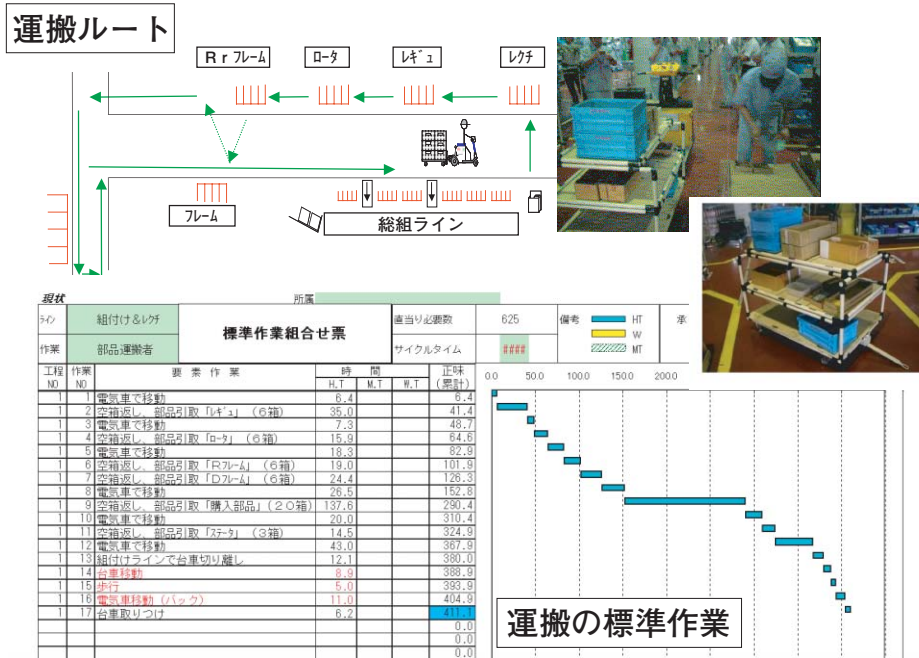 運搬ルート
Ｒｒﾌﾚｰﾑ
ﾛｰﾀ
ﾚｷﾞｭ
ﾚｸﾁ
ﾌﾚｰﾑ
総組ライン
現状
所属
ﾗｲﾝ
組付け＆ﾚｸﾁ
標準作業組合せ票
直当り必要数
625
備考
HT
承
W
作業
部品運搬者
サイクルタイム
####
MT
工程NO
作業NO
要素作業
時間
正味(累計)
H.T
M.T
W.T
0.0 50.0 100.0 150.0 200.0
1 1 電気車で移動 6.4 6.4
1 2 空箱返し、部品引取「ﾚｷﾞｭ」（６箱） 35.0 41.4
1 3 電気車で移動 7.3 48.7
1 4 空箱返し、部品引取「ﾛｰﾀ」（６箱） 15.9 64.6
1 5 電気車で移動 18.3 82.9
1 6 空箱返し、部品引取「Rﾌﾚｰﾑ」（６箱） 19.0 101.9
1 7 空箱返し、部品引取「Dﾌﾚｰﾑ」（６箱） 24.4 126.3
1 8 電気車で移動 26.5 152.8
1 9 空箱返し、部品引取「購入部品」（２０箱） 137.6 290.4
1 10 電気車で移動 20.0 310.4
1 11 空箱返し、部品引取「ｽﾃｰﾀ」（３箱） 14.5 324.9
1 12 電気車で移動 43.0 367.9
1 13 組付けラインで台車切り離し 12.1 380.0
1 14 台車移動 8.9 388.9
1 15 歩行 5.0 393.9
1 16 電気車移動（バック） 11.0 404.9
1 17 台車取りつけ 6.2 411.1
0.0
0.0
0.0
運搬の標準作業